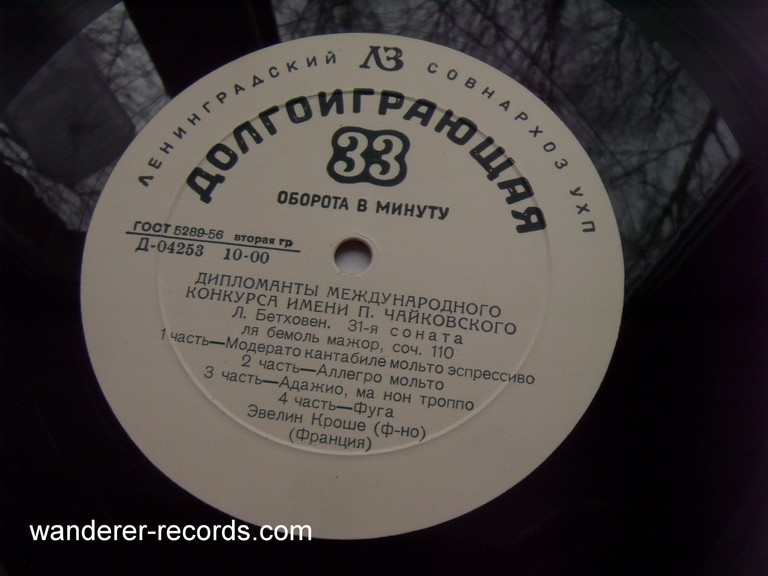 ЛЕНИНГРАДСКИЙ ЛЗ СОВНАРХОЗ УХП
ДОЛГОИГРАЮЩАЯ
33
ОБОРОТА В МИНУТУ
ГОСТ 5289-56 вторая гр
Д-04253 10-00
ДИПЛОМАНТЫ МЕЖДУНАРОДНОГО
КОНКУРСА ИМЕНИ П. ЧАЙКОВСКОГО
Л. Бетховен. 31-я соната
ля бемоль мажор, соч. 110
1 часть—Модерато кантабиле мольто эспрессиво
2 часть—Аллегро мольто
3 часть—Адажио, ма нон троппо
4 часть—Фуга
Эвелин Кроше (ф-но)
(Франция)
wanderer-records.com